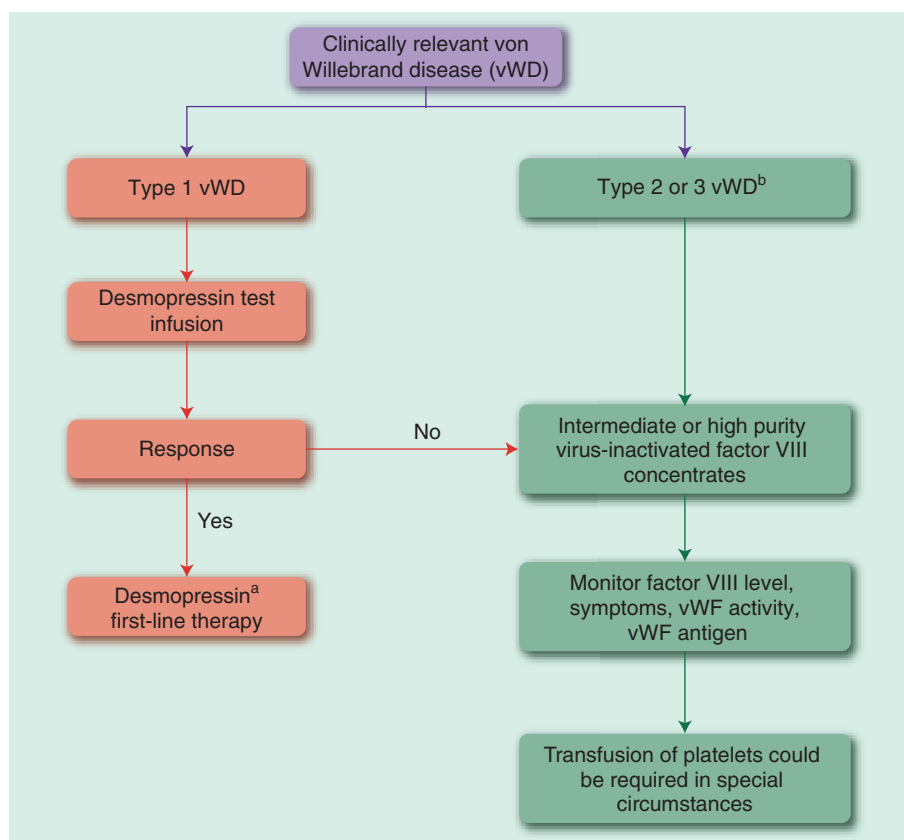 Clinically relevant von
Willebrand disease (vWD)
Type 1 vWD
Type 2 or 3 vWDᵇ
Desmopressin test
infusion
Response
No
Intermediate or high purity
virus-inactivated factor VIII
concentrates
Yes
Desmopressinᵃ
first-line therapy
Monitor factor VIII level,
symptoms, vWF activity,
vWF antigen
Transfusion of platelets could
be required in special
circumstances